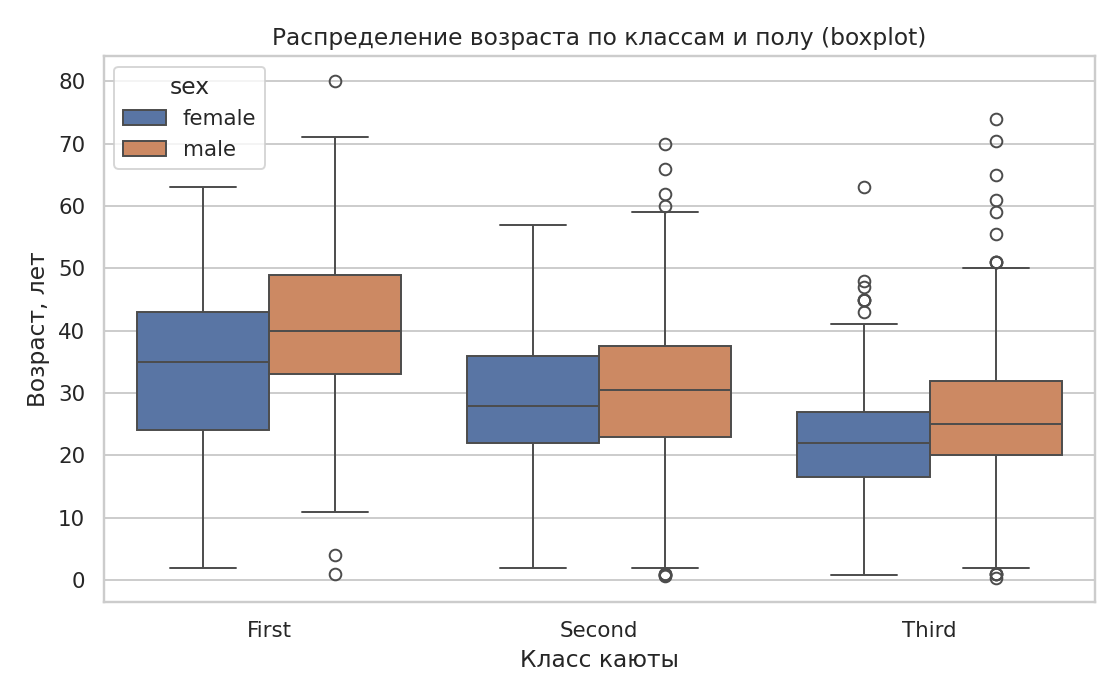 Распределение возраста по классам и полу (boxplot)
sex
female
male
Возраст, лет
80
70
60
50
40
30
20
10
0
First Second Third
Класс каюты